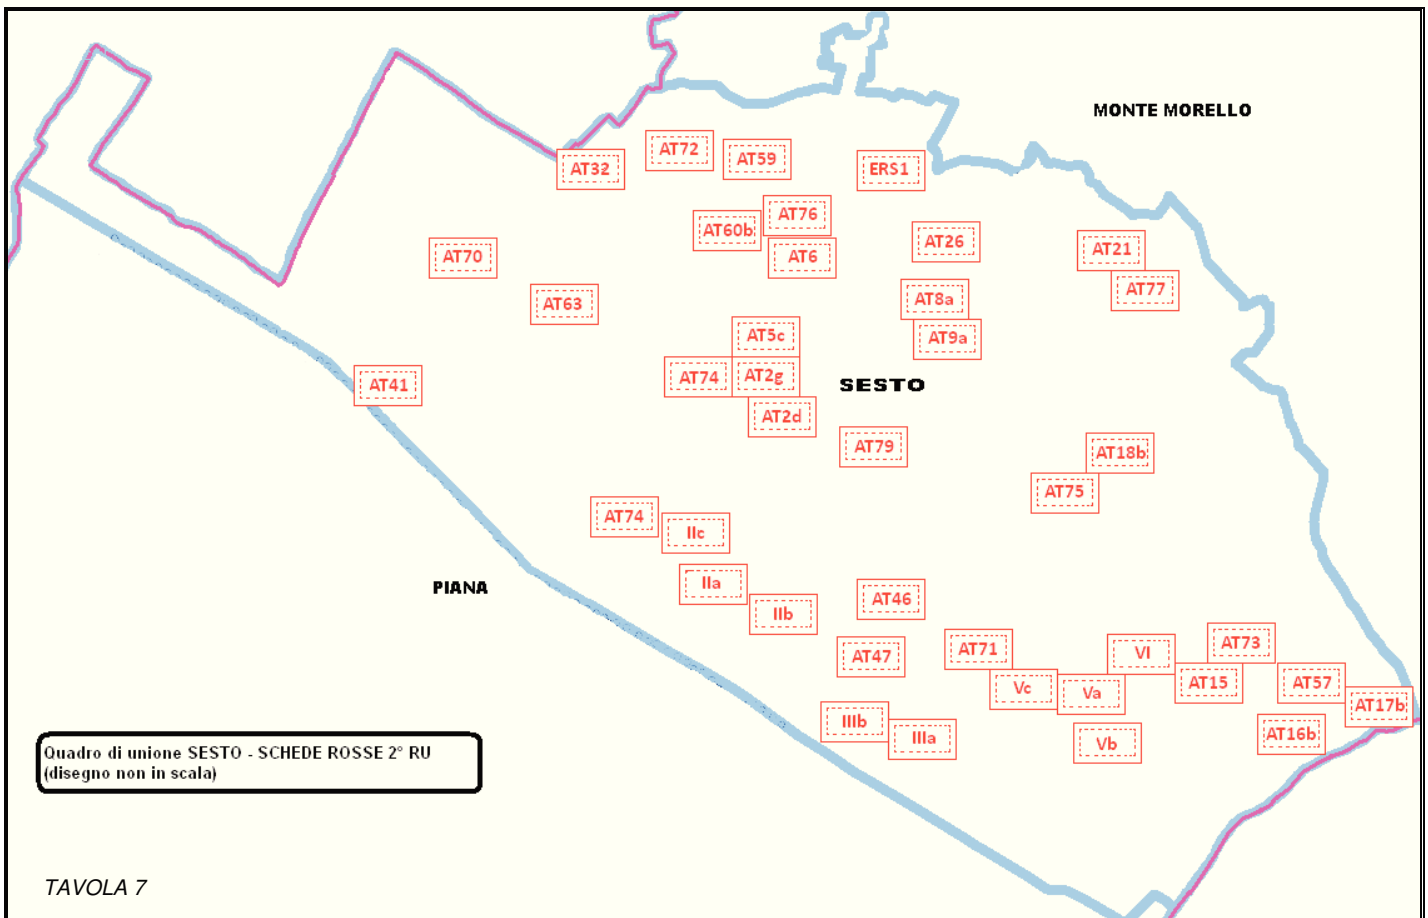 MONTE MORELLO
AT72
AT59
AT32
ERS1
AT76
AT60b
AT26
AT21
AT70
AT6
AT77
AT63
AT8a
AT5c
AT9a
AT74
AT2g
SESTO
AT41
AT2d
AT79
AT18b
AT75
AT74
IIc
PIANA
IIa
AT46
IIb
AT73
AT71
VI
AT47
Vc
Va
AT15
AT57
AT17b
IIIb
IIIa
Vb
AT16b
Quadro di unione SESTO - SCHEDE ROSSE 2° RU
(disegno non in scala)
TAVOLA 7